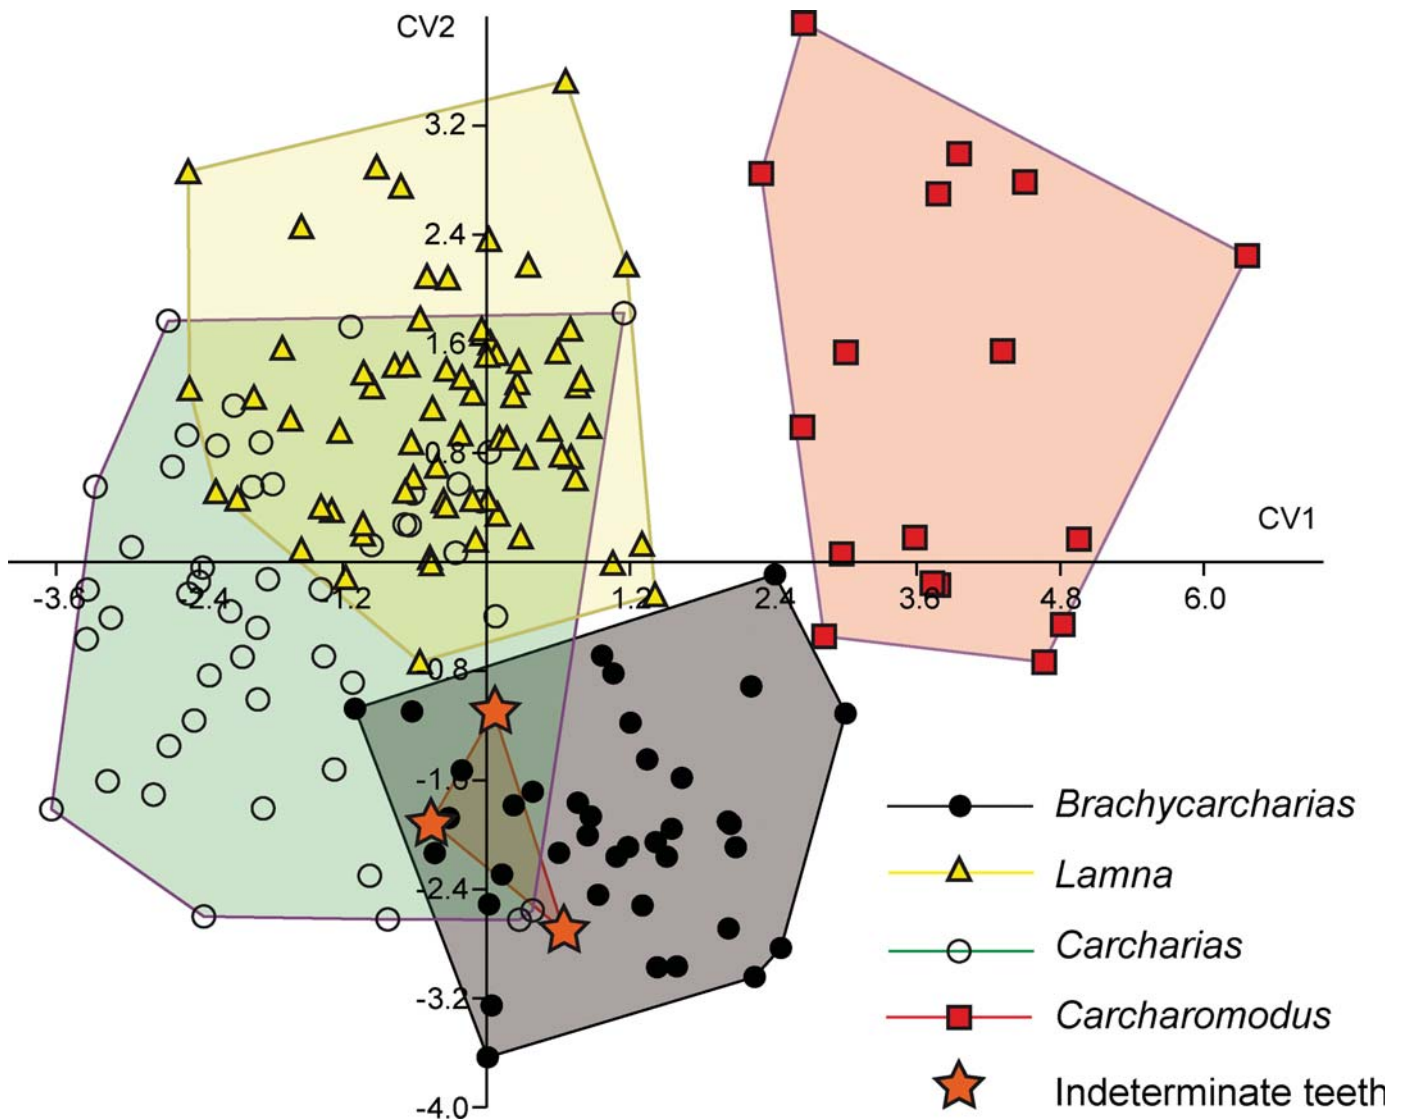 CV2
3.2
2.4
1.6
0.8
CV1
-3.6
-2.4
-1.2
1.2
2.4
3.6
4.8
6.0
0.8
-1.6
-2.4
-3.2
-4.0
Brachycarcharias
Lamna
Carcharias
Carcharomodus
Indeterminate teeth